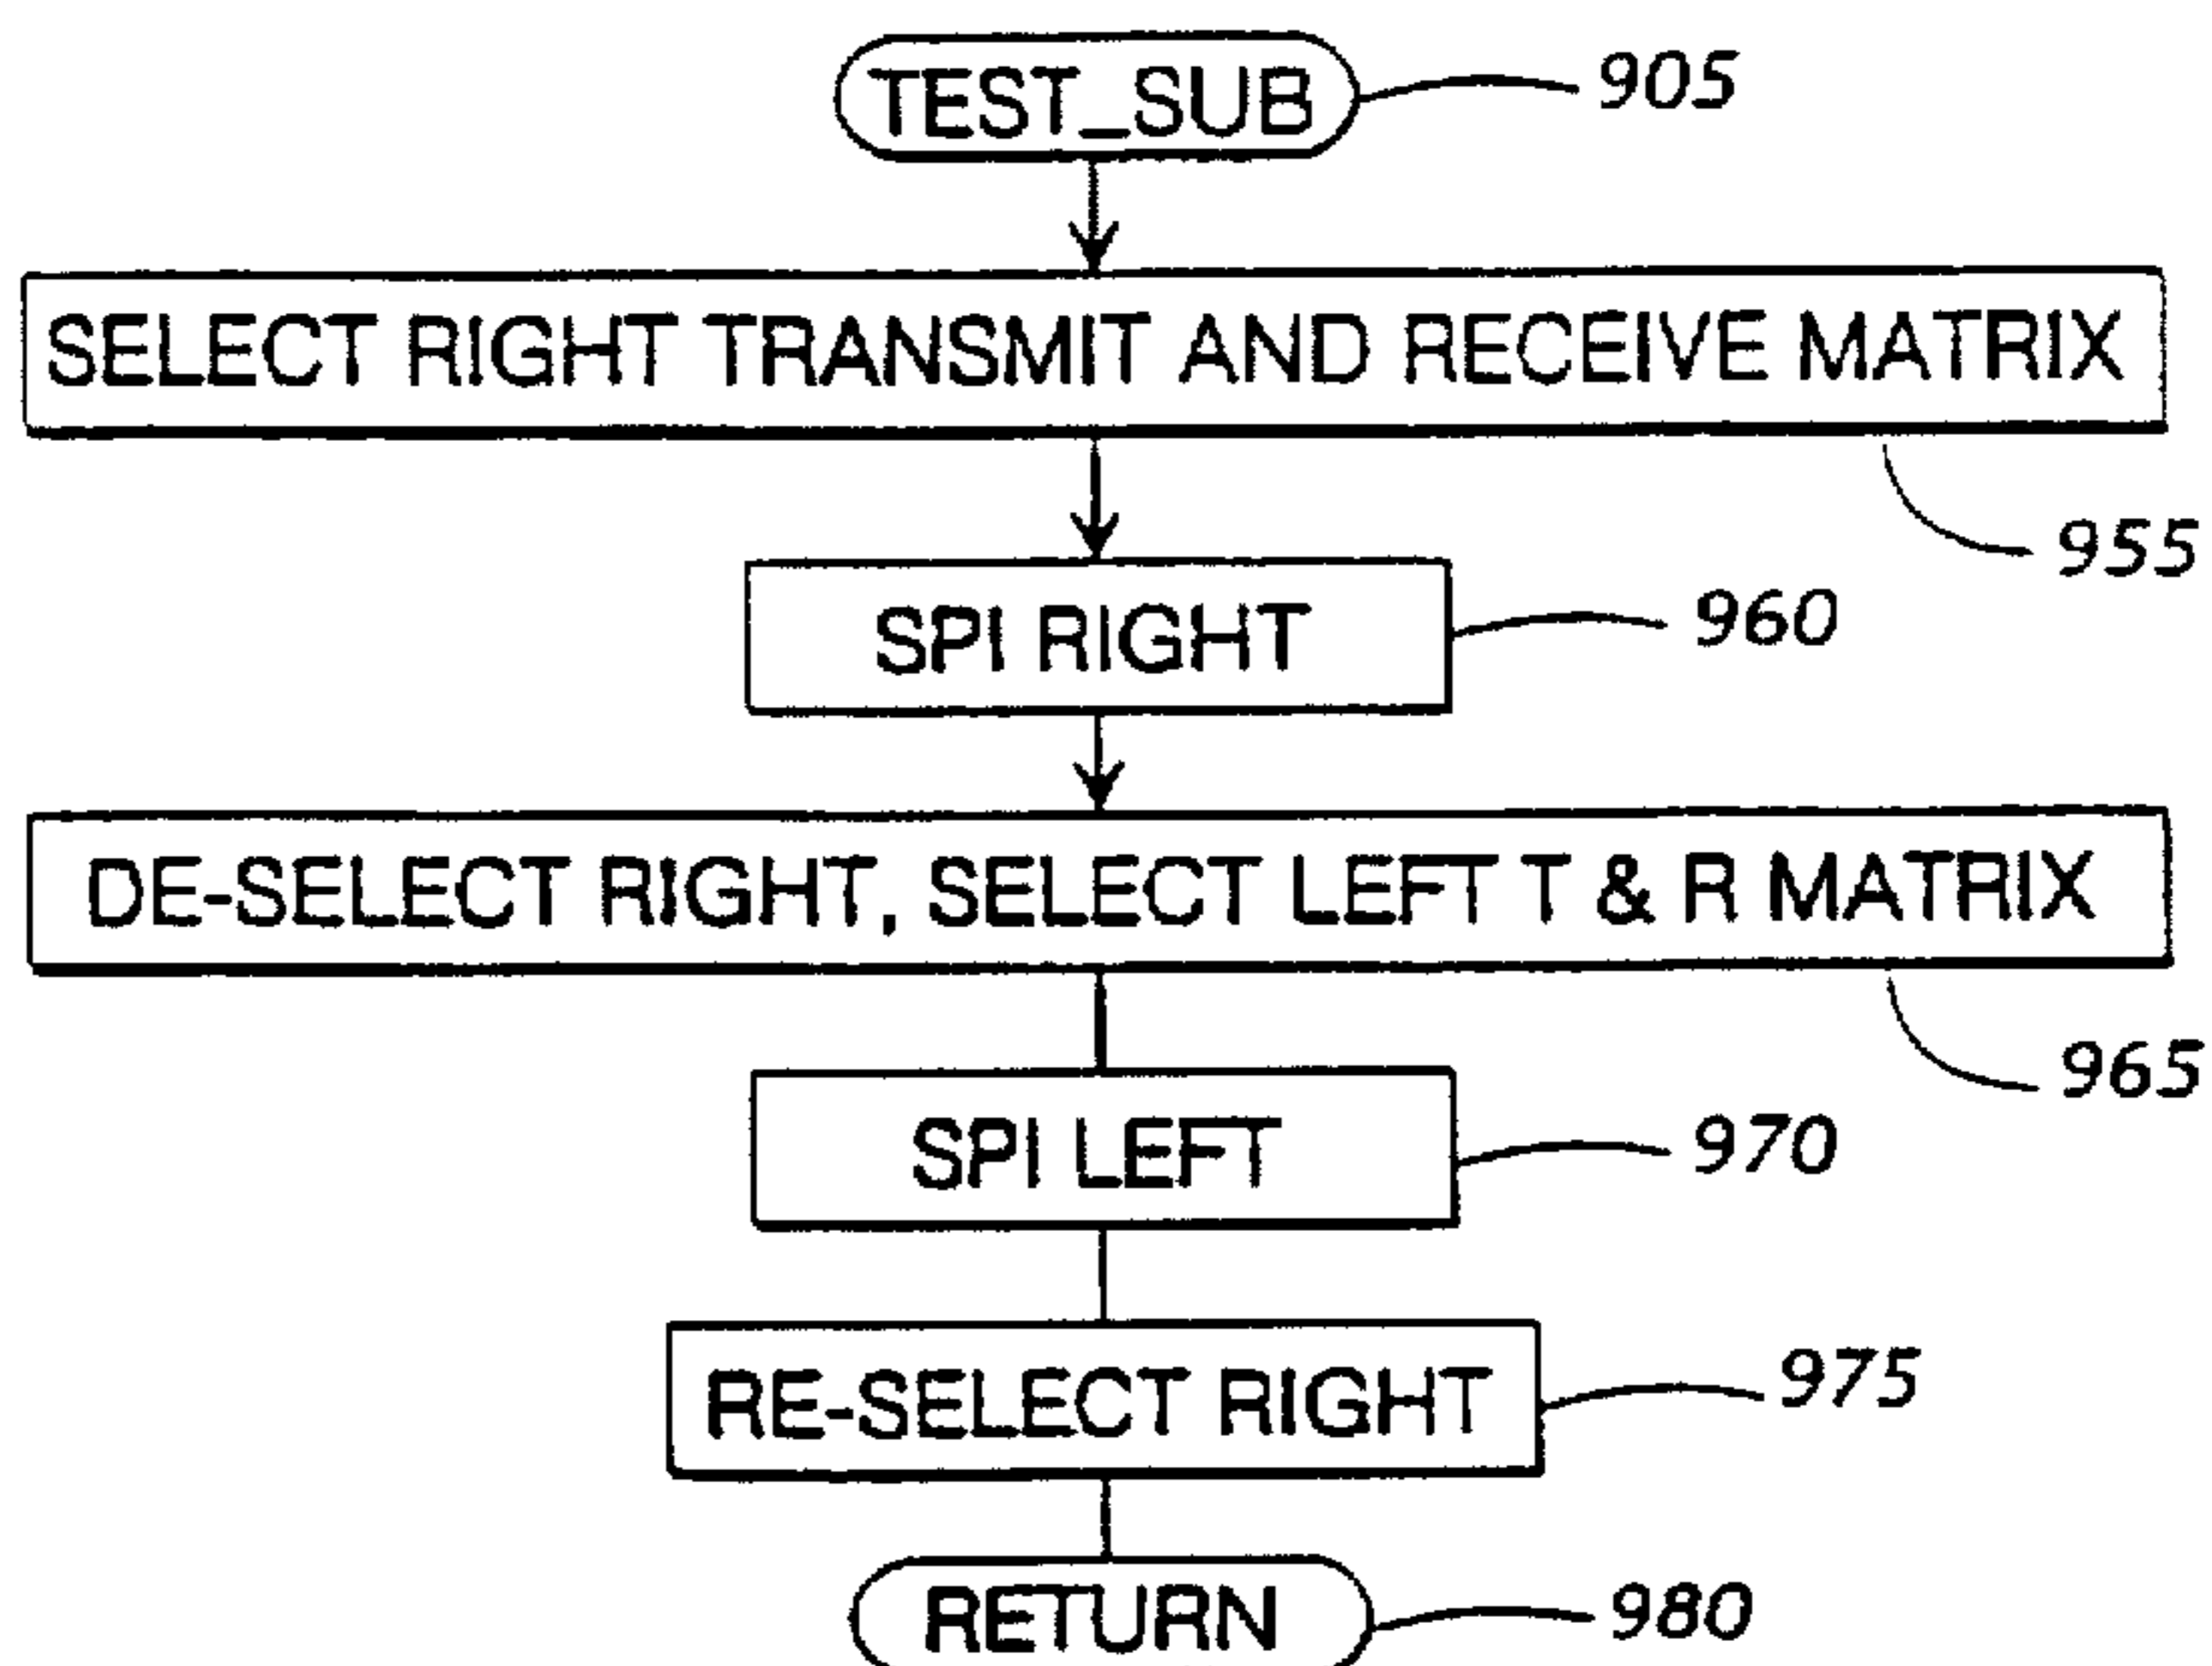 TEST_SUB
905
SELECT RIGHT TRANSMIT AND RECEIVE MATRIX
955
SPI RIGHT
960
DE-SELECT RIGHT, SELECT LEFT T & R MATRIX
965
SPI LEFT
970
RE-SELECT RIGHT
975
RETURN
980